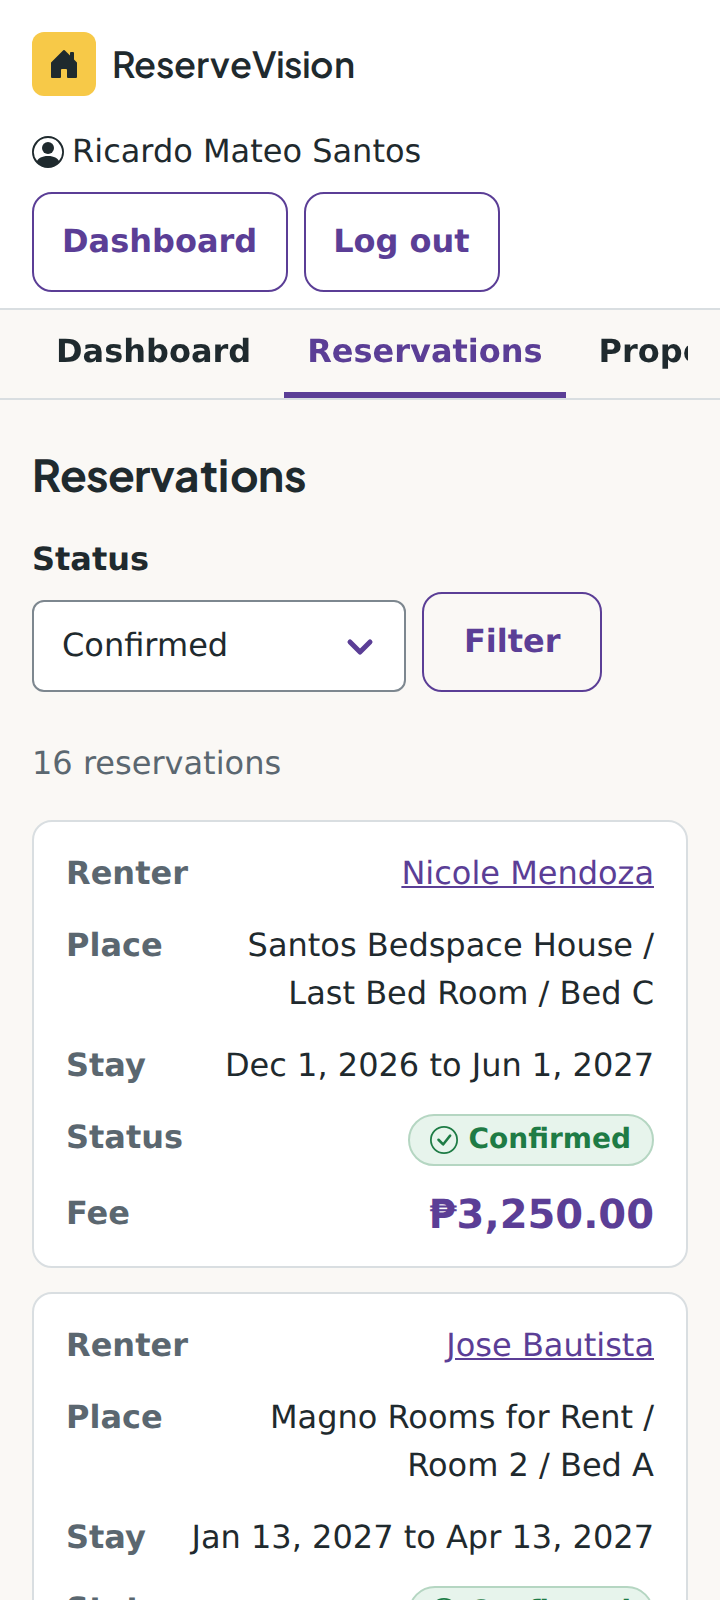 ReserveVision
Ricardo Mateo Santos
Dashboard Log out
Dashboard Reservations
Reservations
Status
Confirmed Filter
16 reservations
Renter Nicole Mendoza
Place Santos Bedspace House /
Last Bed Room / Bed C
Stay Dec 1, 2026 to Jun 1, 2027
Status Confirmed
Fee ₱3,250.00
Renter Jose Bautista
Place Magno Rooms for Rent /
Room 2 / Bed A
Stay Jan 13, 2027 to Apr 13, 2027